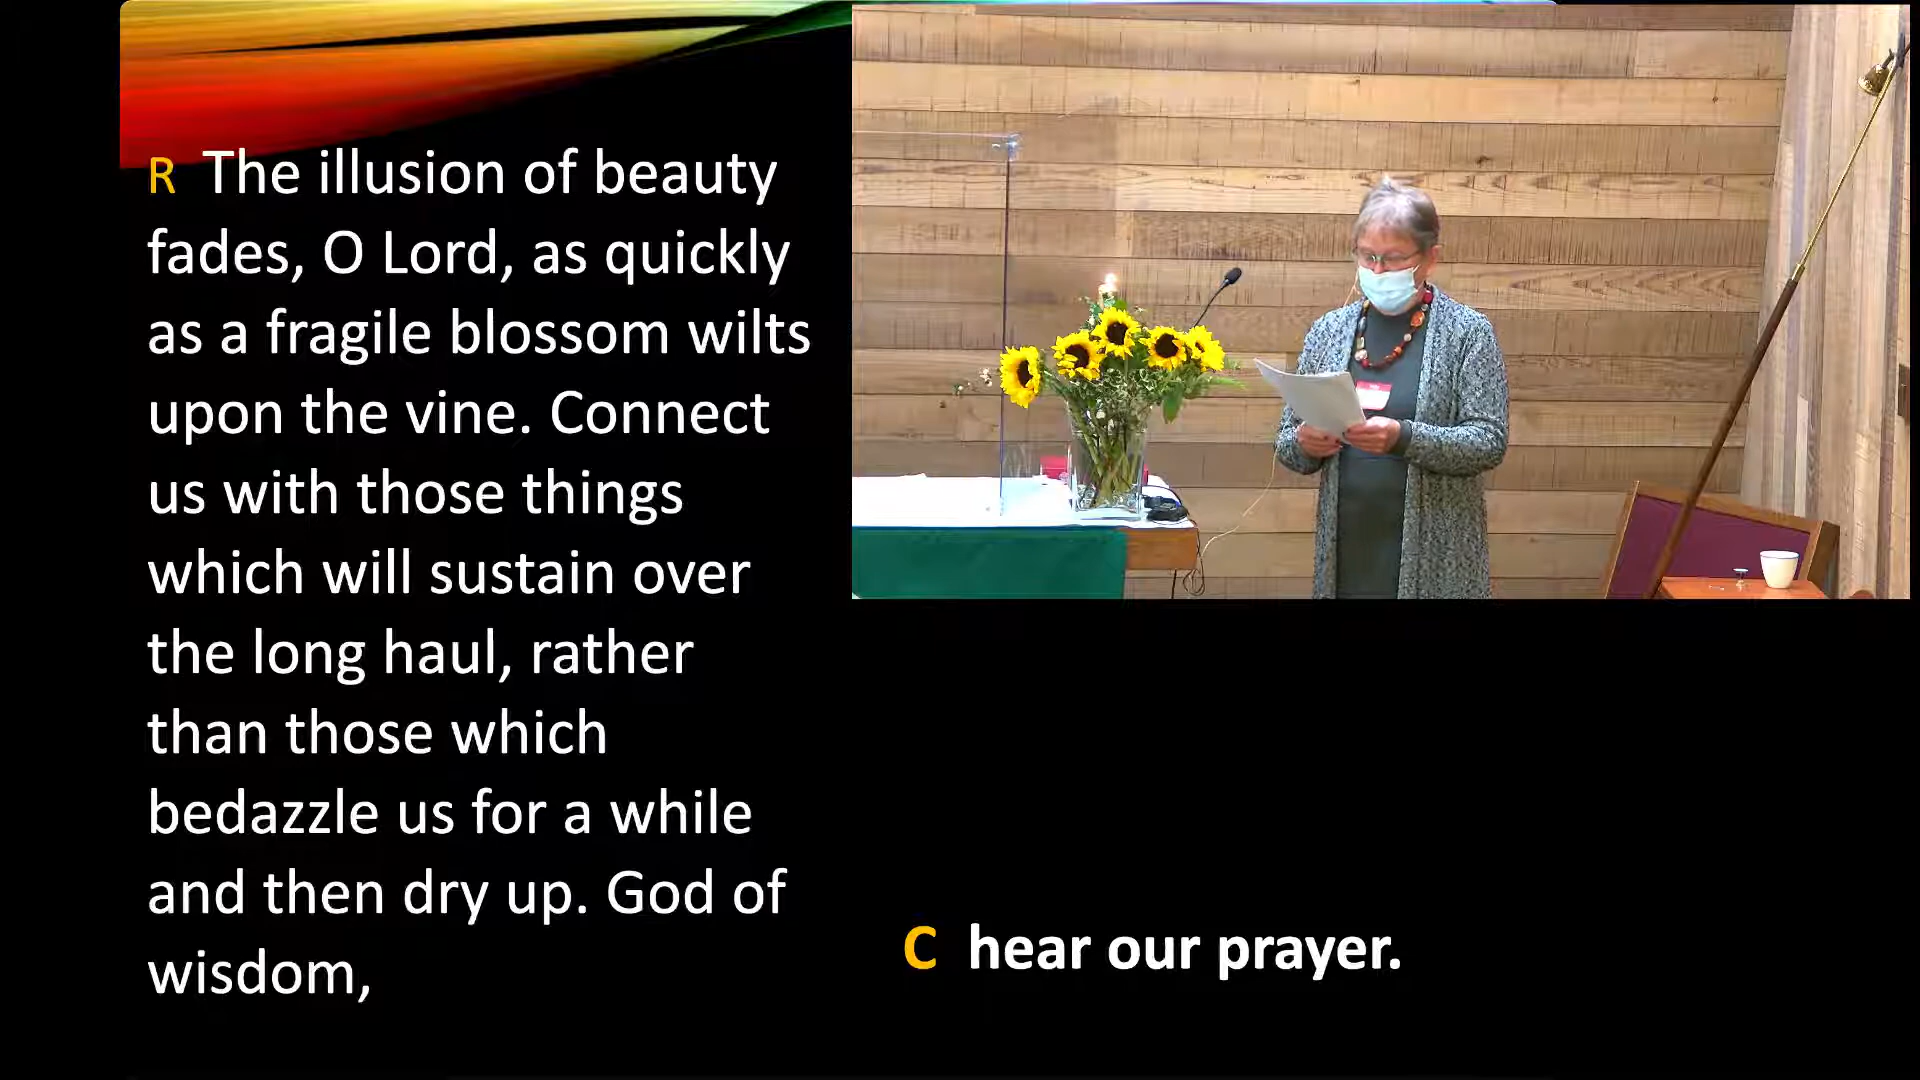 R The illusion of beauty
fades, O Lord, as quickly
as a fragile blossom wilts
upon the vine. Connect
us with those things
which will sustain over
the long haul, rather
than those which
bedazzle us for a while
and then dry up. God of
wisdom,
C hear our prayer.